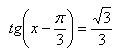 tg(x − π/3) = √3/3